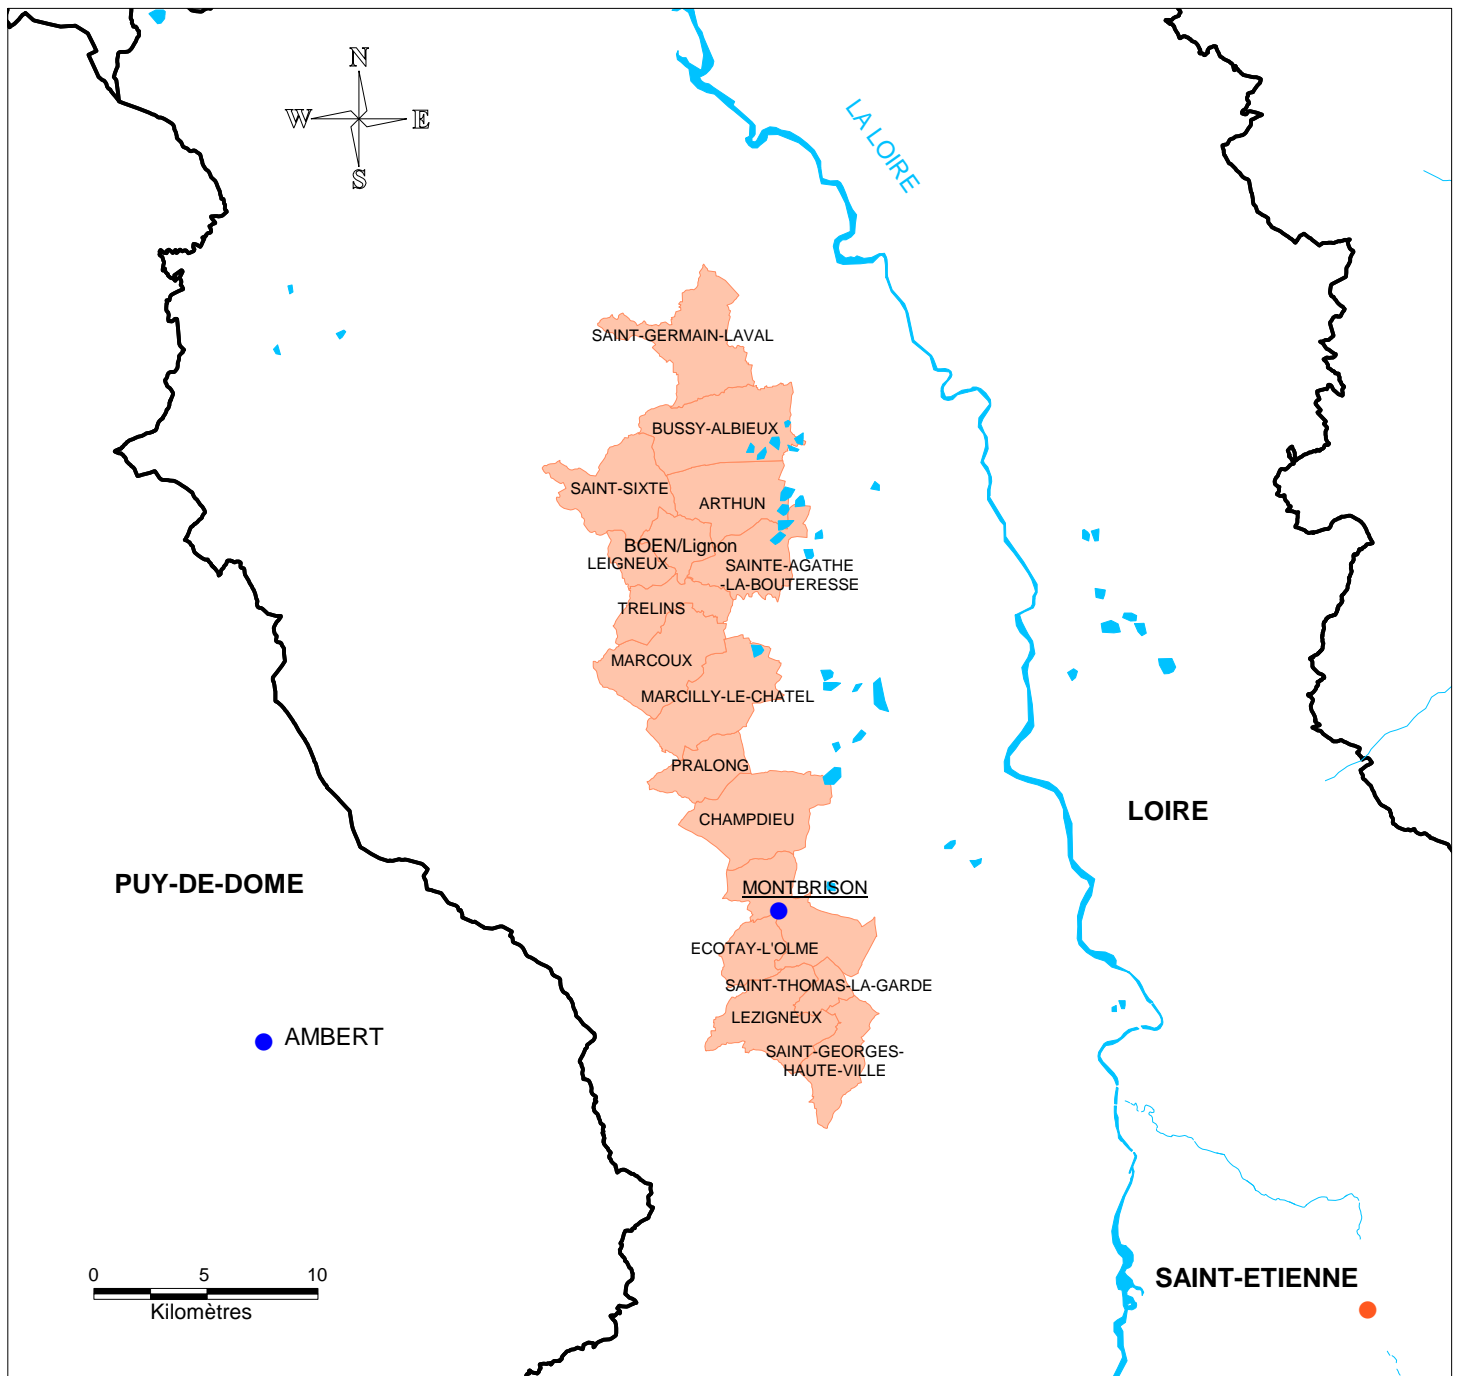 N
W E
S
LA LOIRE
SAINT-GERMAIN-LAVAL
BUSSY-ALBIEUX
SAINT-SIXTE
ARTHUN
BOEN/Lignon
LEIGNEUX
SAINTE-AGATHE
-LA-BOUTERESSE
TRELINS
MARCOUX
MARCILLY-LE-CHATEL
PRALONG
CHAMPDIEU
LOIRE
PUY-DE-DOME
MONTBRISON
ECOTAY-L'OLME
SAINT-THOMAS-LA-GARDE
LEZIGNEUX
AMBERT
SAINT-GEORGES-
HAUTE-VILLE
SAINT-ETIENNE
0 5 10
Kilomètres